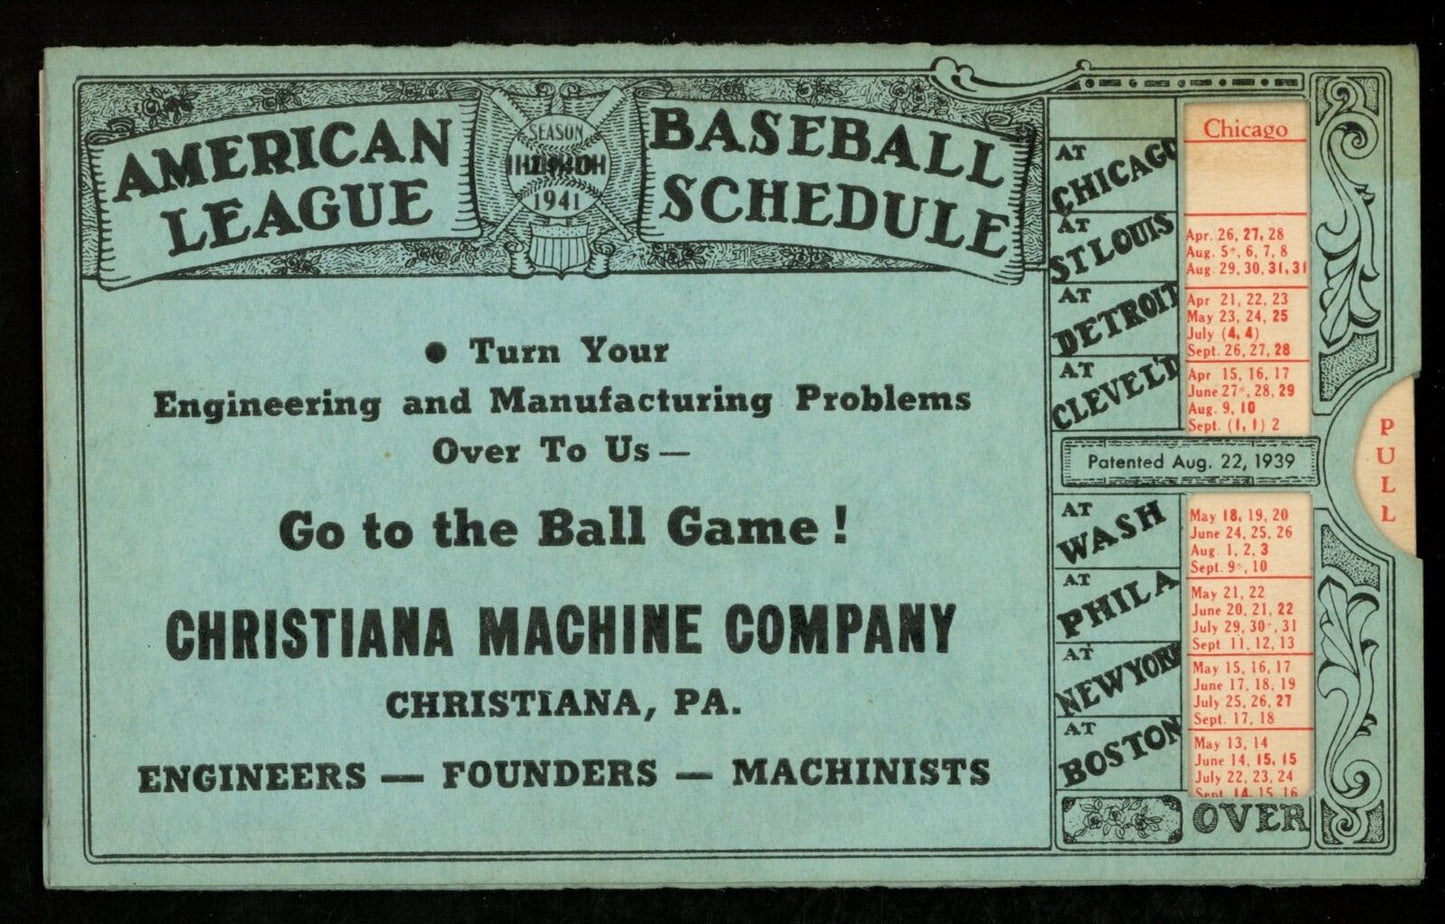 AMERICAN
LEAGUE
SEASON
1941
BASEBALL
SCHEDULE
● Turn Your
Engineering and Manufacturing Problems
Over To Us —
Go to the Ball Game !
CHRISTIANA MACHINE COMPANY
CHRISTIANA, PA.
ENGINEERS — FOUNDERS — MACHINISTS
Chicago
AT
CHICAGO
AT
ST LOUIS
Apr. 26, 27, 28
Aug. 5*, 6, 7, 8
Aug 29, 30, 31, 31
AT
DETROIT
Apr 21, 22, 23
May 23, 24, 25
July (4, 4)
Sept. 26, 27, 28
AT
CLEVEL'D
Apr 15, 16, 17
June 27*, 28, 29
Aug. 9, 10
Sept. (1, 1) 2
Patented Aug. 22, 1939
PULL
AT
WASH
May 18, 19, 20
June 24, 25, 26
Aug. 1, 2, 3
Sept. 9*, 10
AT
PHILA
May 21, 22
June 20, 21, 22
July 29, 30*, 31
Sept 11, 12, 13
AT
NEW YORK
May 15, 16, 17
June 17, 18, 19
July 25, 26, 27
Sept. 17, 18
AT
BOSTON
May 13, 14
June 14, 15, 15
July 22, 23, 24
Sept 14, 15, 16
OVER